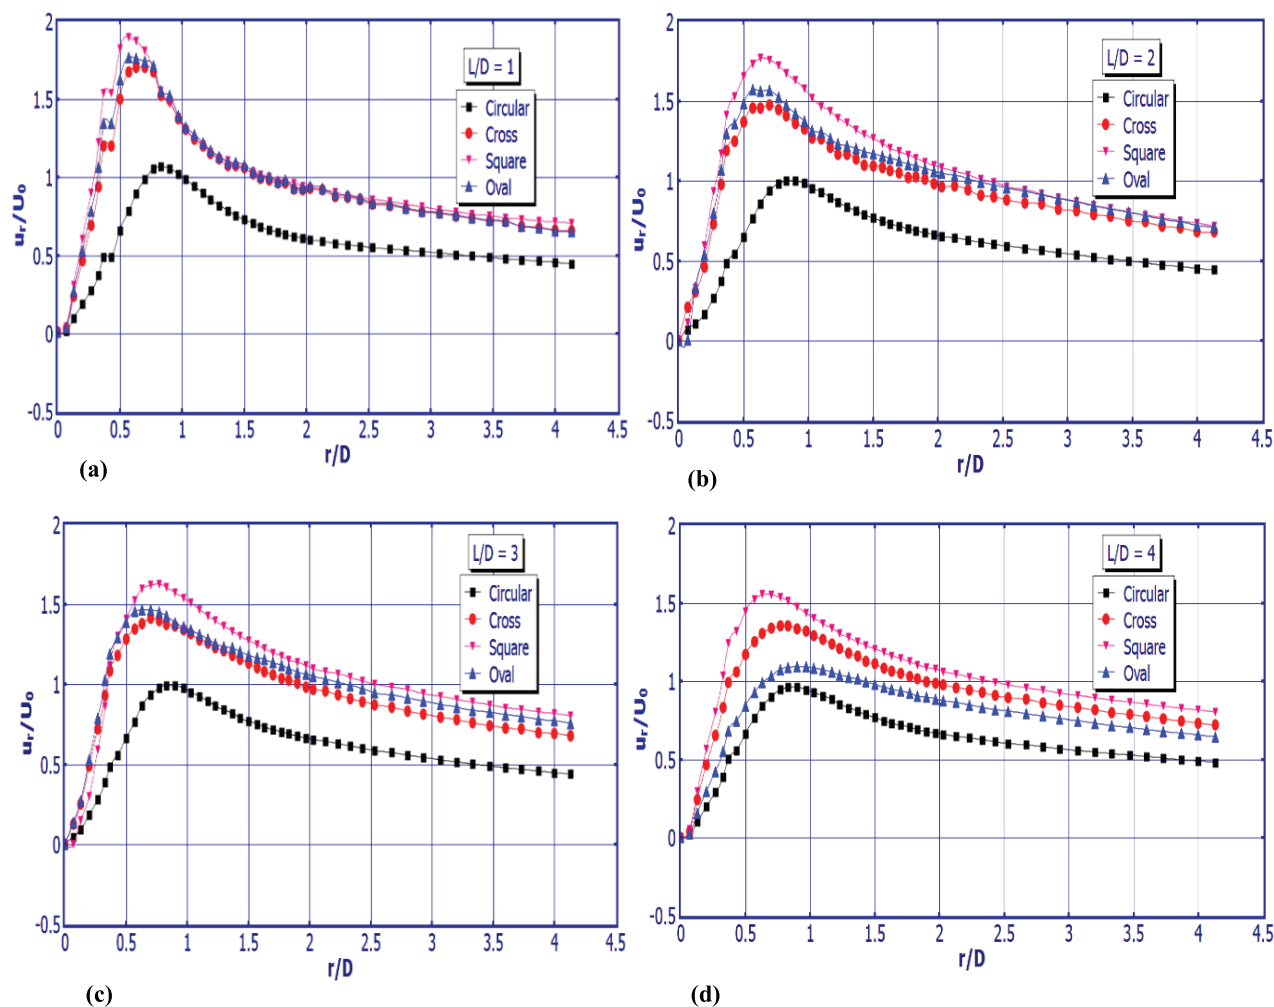 2
1.5
1
0.5
0
-0.5
uᵣ/U₀
L/D = 1
Circular
Cross
Square
Oval
0 0.5 1 1.5 2 2.5 3 3.5 4 4.5
r/D
(a)
2
1.5
1
0.5
0
-0.5
uᵣ/U₀
L/D = 2
Circular
Cross
Square
Oval
0 0.5 1 1.5 2 2.5 3 3.5 4 4.5
r/D
(b)
2
1.5
1
0.5
0
-0.5
uᵣ/U₀
L/D = 3
Circular
Cross
Square
Oval
0 0.5 1 1.5 2 2.5 3 3.5 4 4.5
r/D
(c)
2
1.5
1
0.5
0
-0.5
uᵣ/U₀
L/D = 4
Circular
Cross
Square
Oval
0 0.5 1 1.5 2 2.5 3 3.5 4 4.5
r/D
(d)